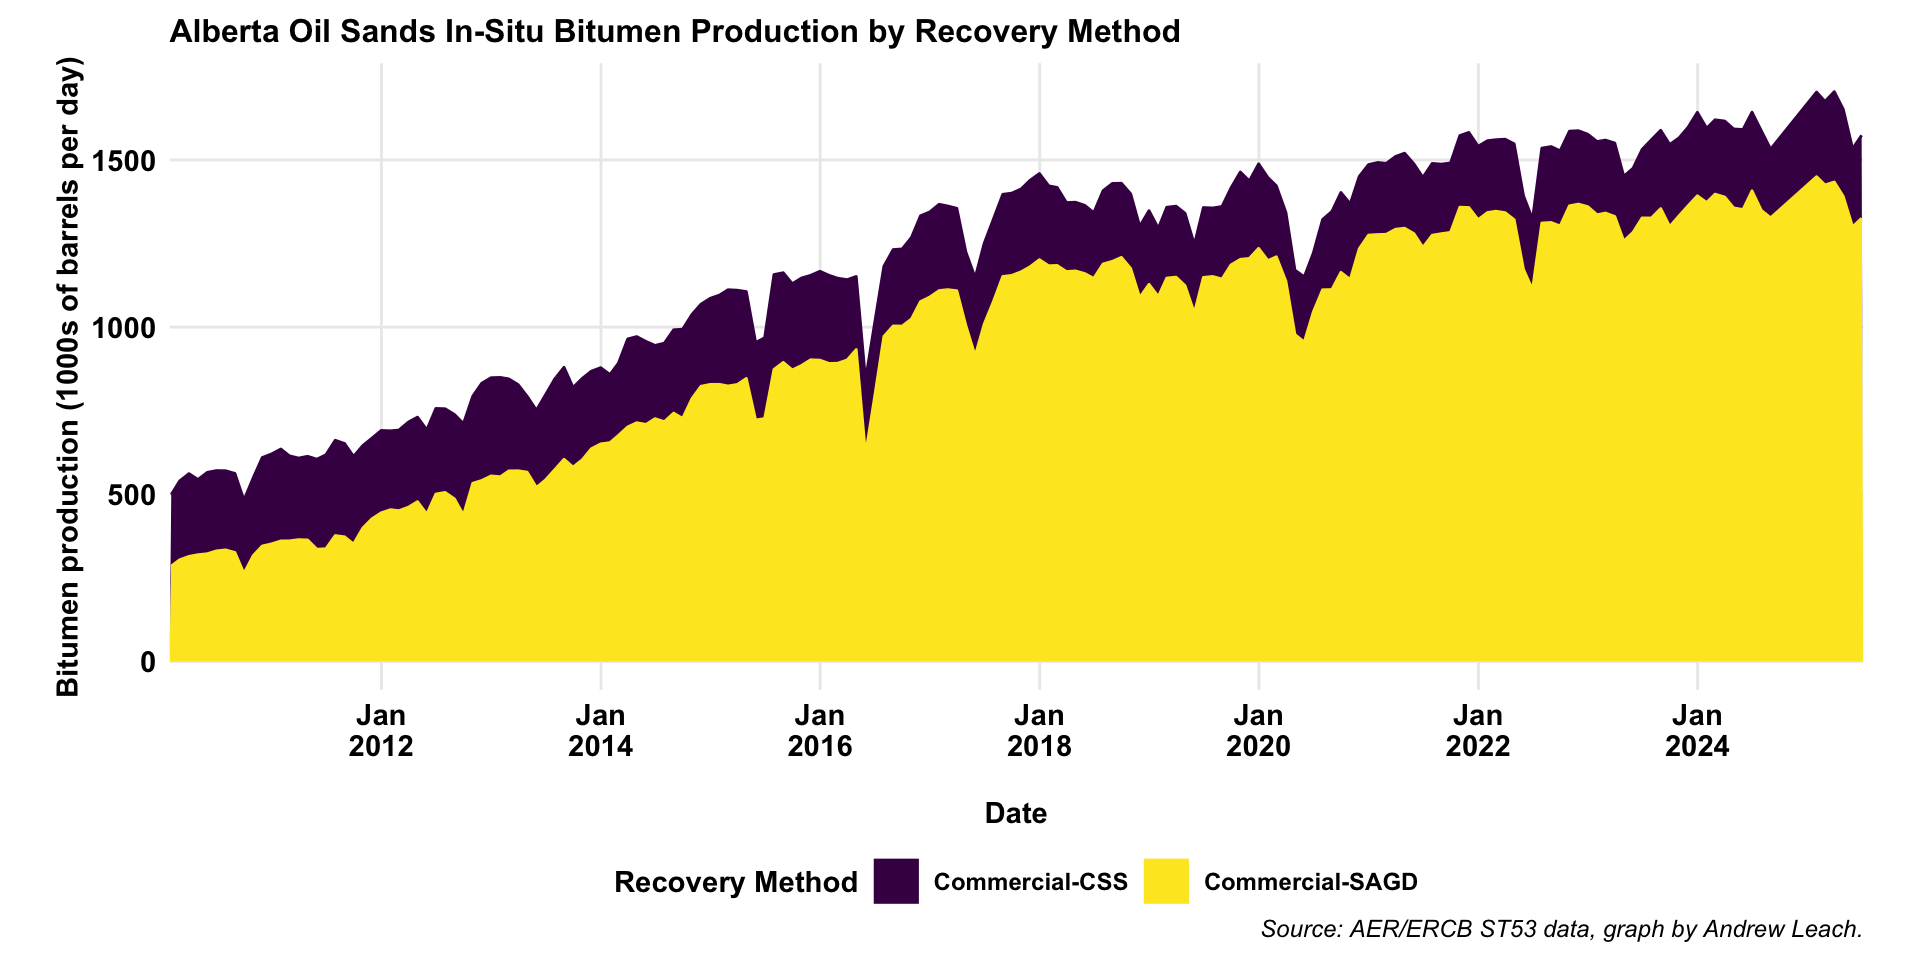 Alberta Oil Sands In-Situ Bitumen Production by Recovery Method
Bitumen production (1000s of barrels per day)
1500
1000
500
0
Jan
2012
Jan
2014
Jan
2016
Jan
2018
Jan
2020
Jan
2022
Jan
2024
Date
Recovery Method
Commercial-CSS
Commercial-SAGD
Source: AER/ERCB ST53 data, graph by Andrew Leach.